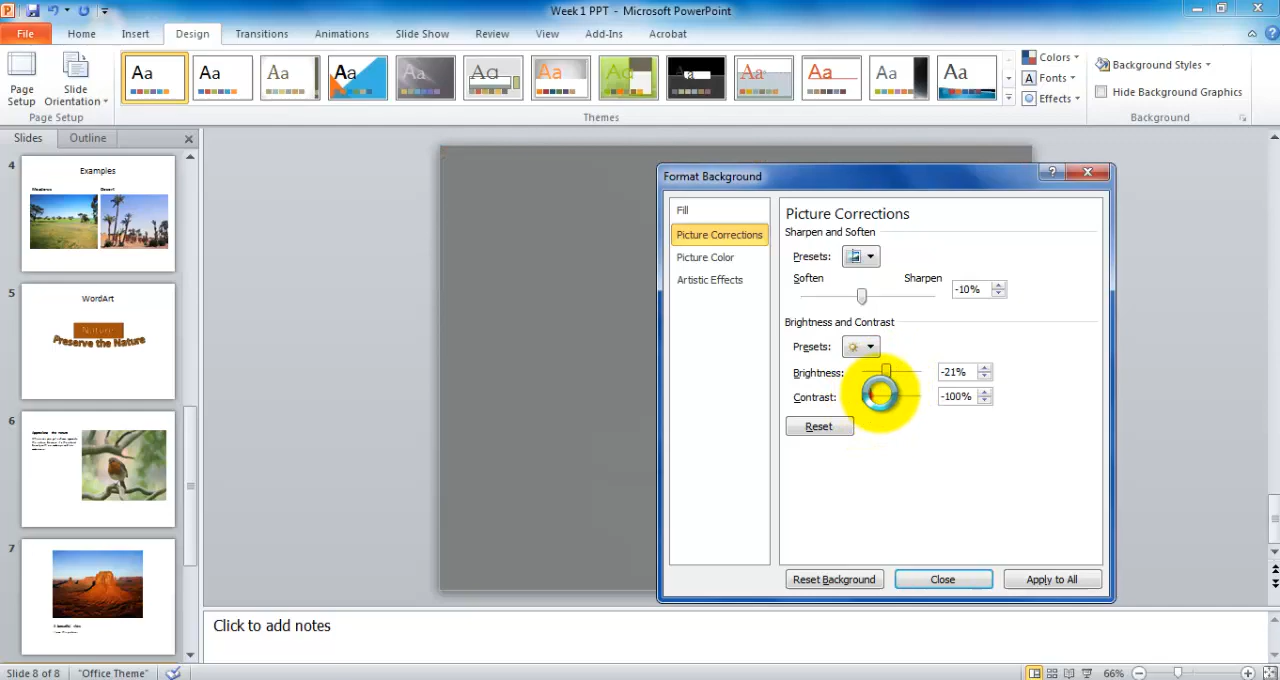 Week 1 PPT - Microsoft PowerPoint
File Home Insert Design Transitions Animations Slide Show Review View Add-Ins Acrobat
Page Setup
Slide Orientation
Aa Aa Aa Aa Aa Aa Aa Aa Aa Aa Aa Aa Aa
Colors
Fonts
Effects
Background Styles
Hide Background Graphics
Page Setup Themes Background
Slides Outline
4
Examples
Desert
5
WordArt
Nature
Preserve the Nature
6
7
Format Background
Fill
Picture Corrections
Picture Color
Artistic Effects
Picture Corrections
Sharpen and Soften
Presets:
Soften Sharpen
-10%
Brightness and Contrast
Presets:
Brightness: -21%
Contrast: -100%
Reset
Reset Background Close Apply to All
Click to add notes
Slide 8 of 8 "Office Theme" 66%